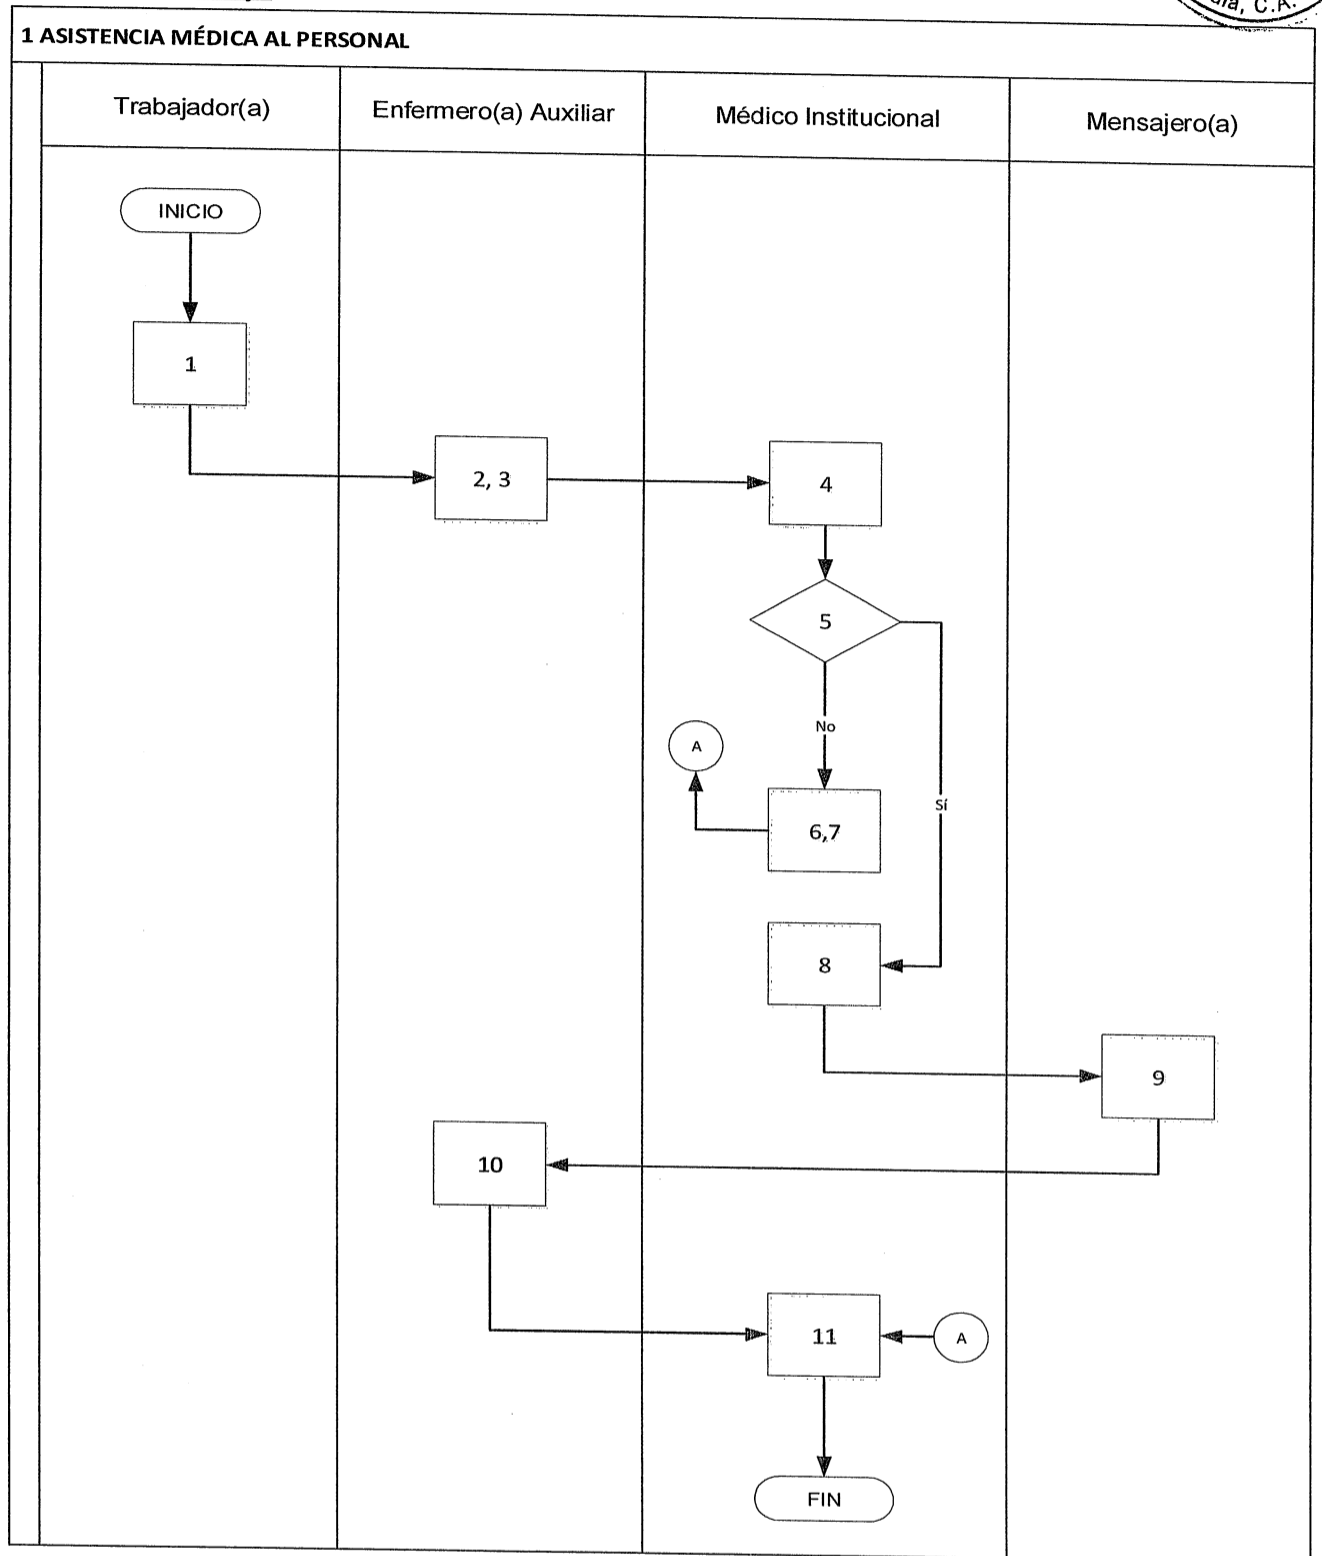 C.A.
1 ASISTENCIA MÉDICA AL PERSONAL
Trabajador(a)
Enfermero(a) Auxiliar
Médico Institucional
Mensajero(a)
INICIO
1
2, 3
4
5
No
A
Sí
6,7
8
9
10
11
A
FIN